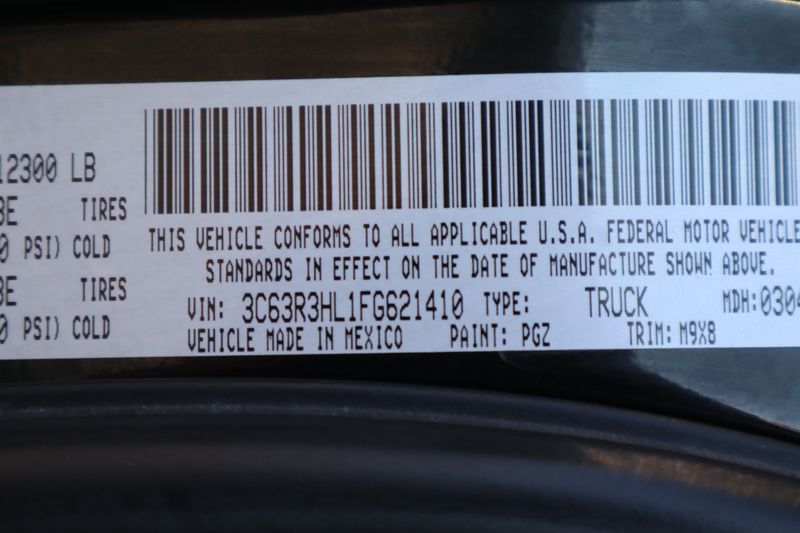 12300 LB
TIRES
PSI) COLD
TIRES
PSI) COLD
THIS VEHICLE CONFORMS TO ALL APPLICABLE U.S.A. FEDERAL MOTOR VEHICLE
STANDARDS IN EFFECT ON THE DATE OF MANUFACTURE SHOWN ABOVE.
VIN: 3C63R3HL1FG621410 TYPE: TRUCK MDH:0304
VEHICLE MADE IN MEXICO PAINT: PGZ TRIM: M9X8